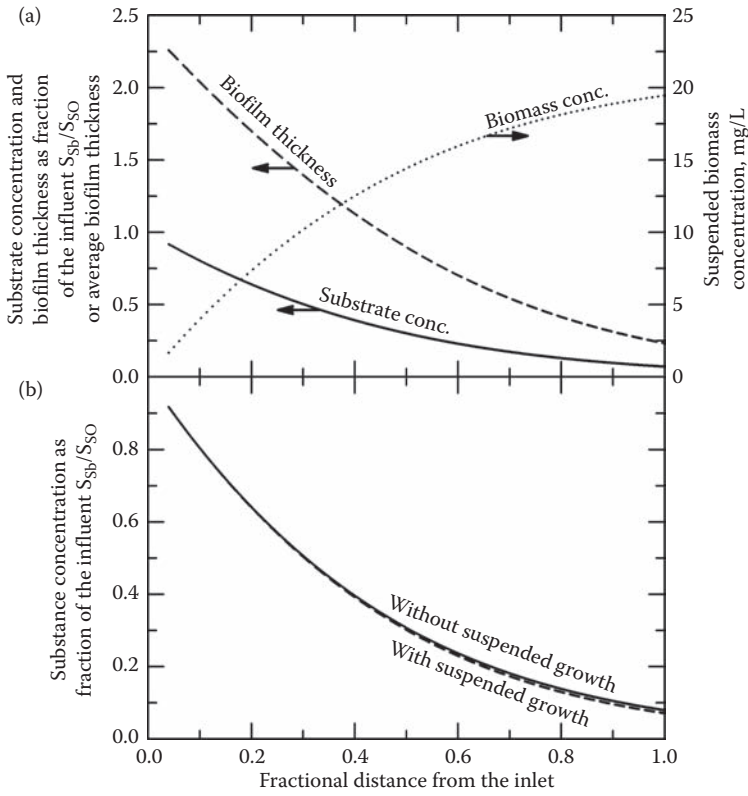 (a)
2.5
2.0
1.5
1.0
0.5
0.0
Substrate concentration and
biofilm thickness as fraction
of the influent S_Sb/S_SO
or average biofilm thickness
Biofilm thickness
Biomass conc.
Substrate conc.
25
20
15
10
5
0
Suspended biomass
concentration, mg/L
(b)
0.8
0.6
0.4
0.2
0.0
Substance concentration as
fraction of the influent S_Sb/S_SO
Without suspended growth
With suspended growth
0.0 0.2 0.4 0.6 0.8 1.0
Fractional distance from the inlet